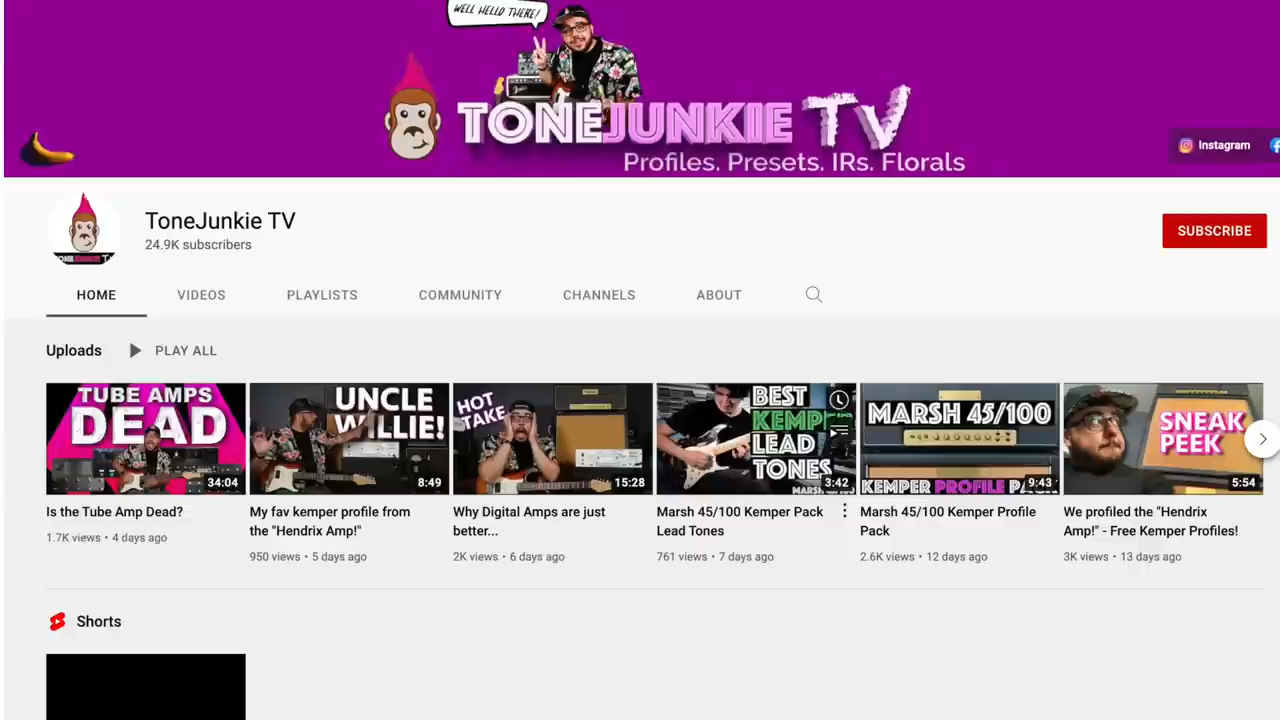 WELL HELLO THERE!
TONEJUNKIE TV
Profiles. Presets. IRs. Florals
Instagram
TONEJUNKIE TV
ToneJunkie TV
24.9K subscribers
SUBSCRIBE
HOME VIDEOS PLAYLISTS COMMUNITY CHANNELS ABOUT
Uploads PLAY ALL
TUBE AMPS
DEAD
34:04
UNCLE
WILLIE!
8:49
HOT
TAKE
15:28
BEST
KEMP
LEAD
TONES
3:42
MARSH 45/100
KEMPER PROFILE PACK
9:43
SNEAK
PEEK
5:54
Is the Tube Amp Dead?
1.7K views • 4 days ago
My fav kemper profile from
the "Hendrix Amp!"
950 views • 5 days ago
Why Digital Amps are just
better...
2K views • 6 days ago
Marsh 45/100 Kemper Pack
Lead Tones
761 views • 7 days ago
Marsh 45/100 Kemper Profile
Pack
2.6K views • 12 days ago
We profiled the "Hendrix
Amp!" - Free Kemper Profiles!
3K views • 13 days ago
Shorts